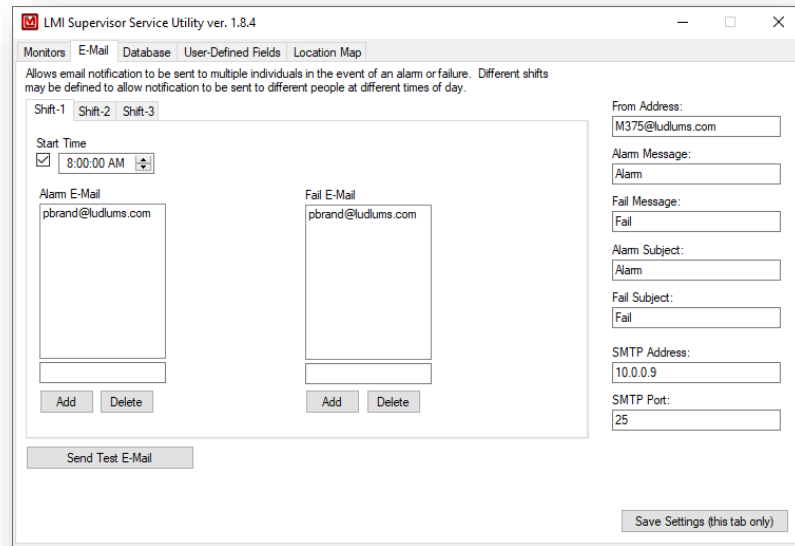 LMI Supervisor Service Utility ver. 1.8.4
Monitors E-Mail Database User-Defined Fields Location Map
Allows email notification to be sent to multiple individuals in the event of an alarm or failure. Different shifts
may be defined to allow notification to be sent to different people at different times of day.
Shift-1 Shift-2 Shift-3
Start Time
8:00:00 AM
Alarm E-Mail
pbrand@ludlums.com
Add Delete
Fail E-Mail
pbrand@ludlums.com
Add Delete
Send Test E-Mail
From Address:
M375@ludlums.com
Alarm Message:
Alarm
Fail Message:
Fail
Alarm Subject:
Alarm
Fail Subject:
Fail
SMTP Address:
10.0.0.9
SMTP Port:
25
Save Settings (this tab only)